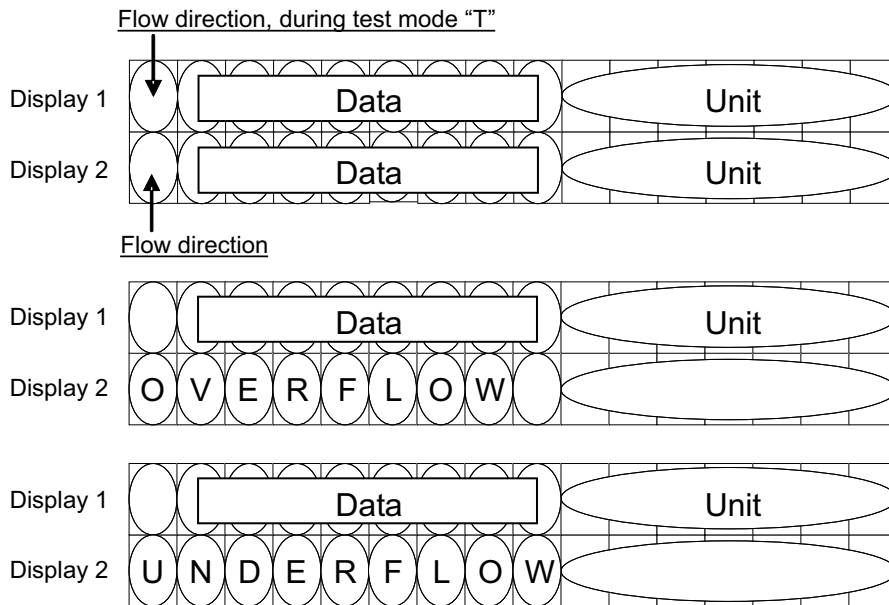 Flow direction, during test mode “T”
Display 1 Data Unit
Display 2 Data Unit
Flow direction
Display 1 Data Unit
Display 2 OVERFLOW
Display 1 Data Unit
Display 2 UNDERFLOW